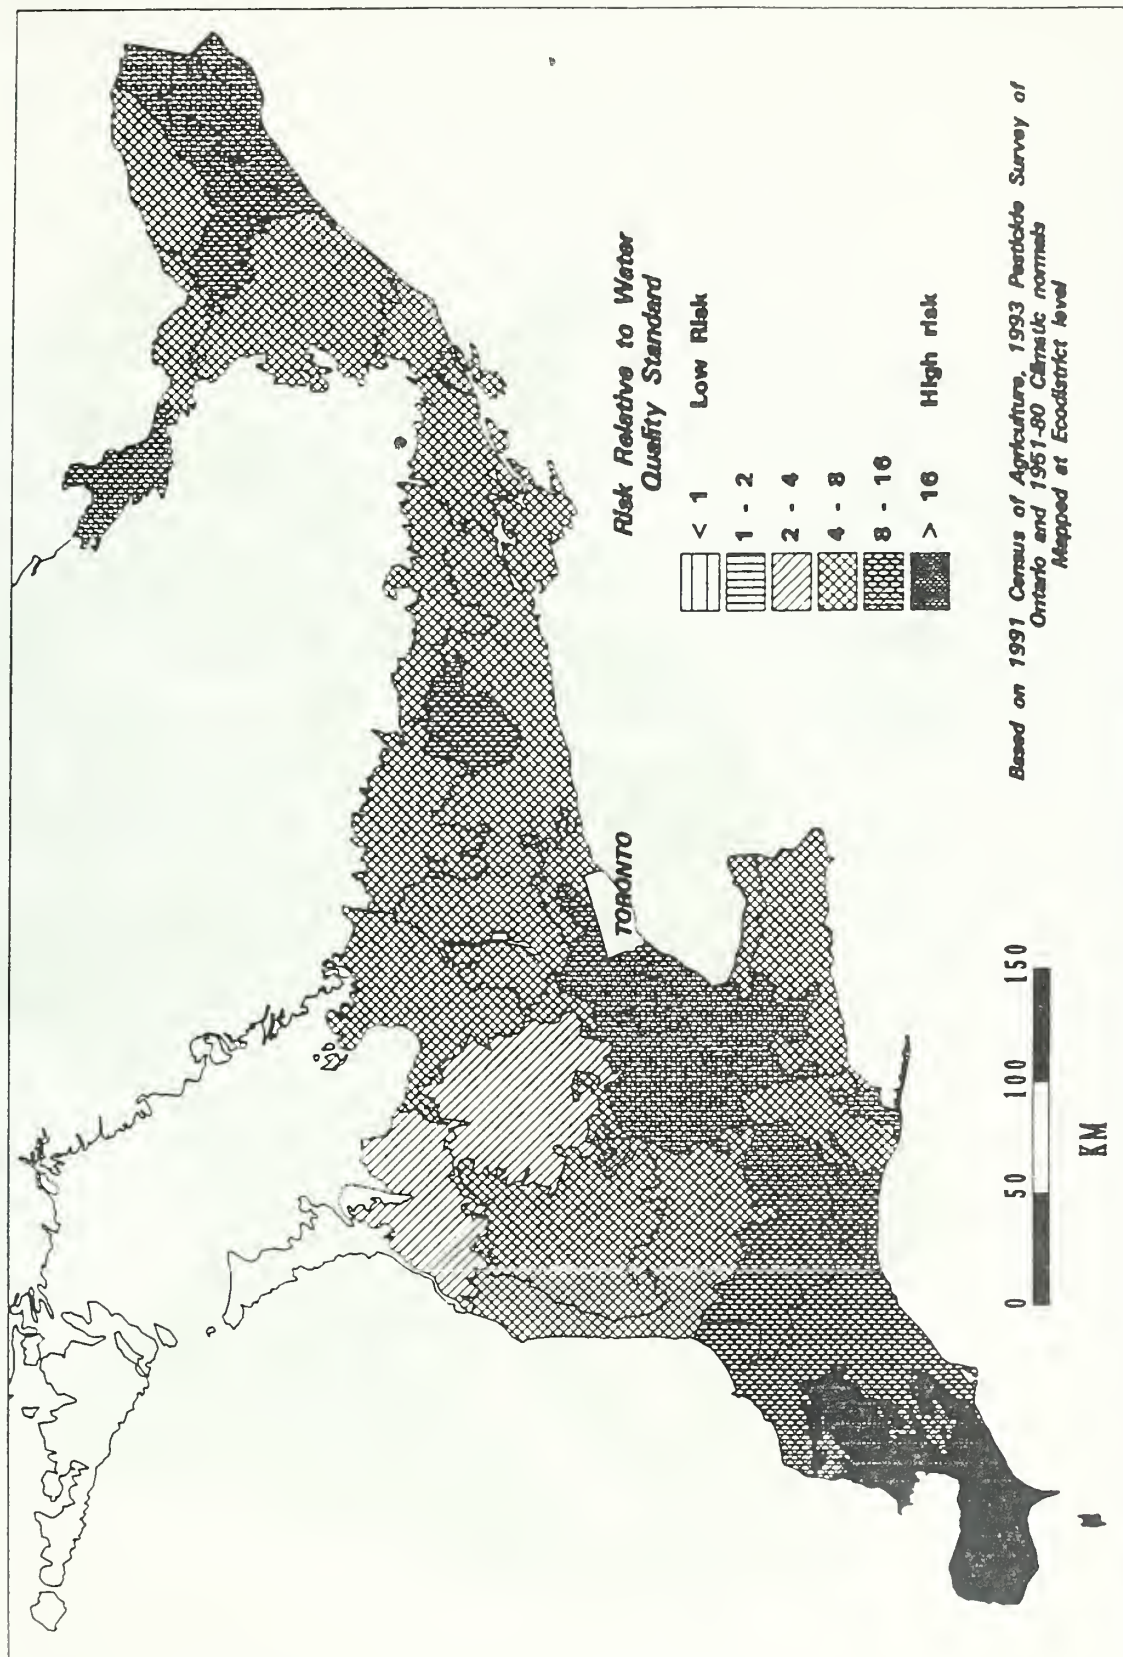 TORONTO
Risk Relative to Water
Quality Standard
< 1 Low Risk
1 - 2
2 - 4
4 - 8
8 - 16
> 16 High risk
Based on 1991 Census of Agriculture, 1993 Pesticide Survey of
Ontario and 1951-80 Climatic normals
Mapped at Ecodistrict level
0 50 100 150
KM